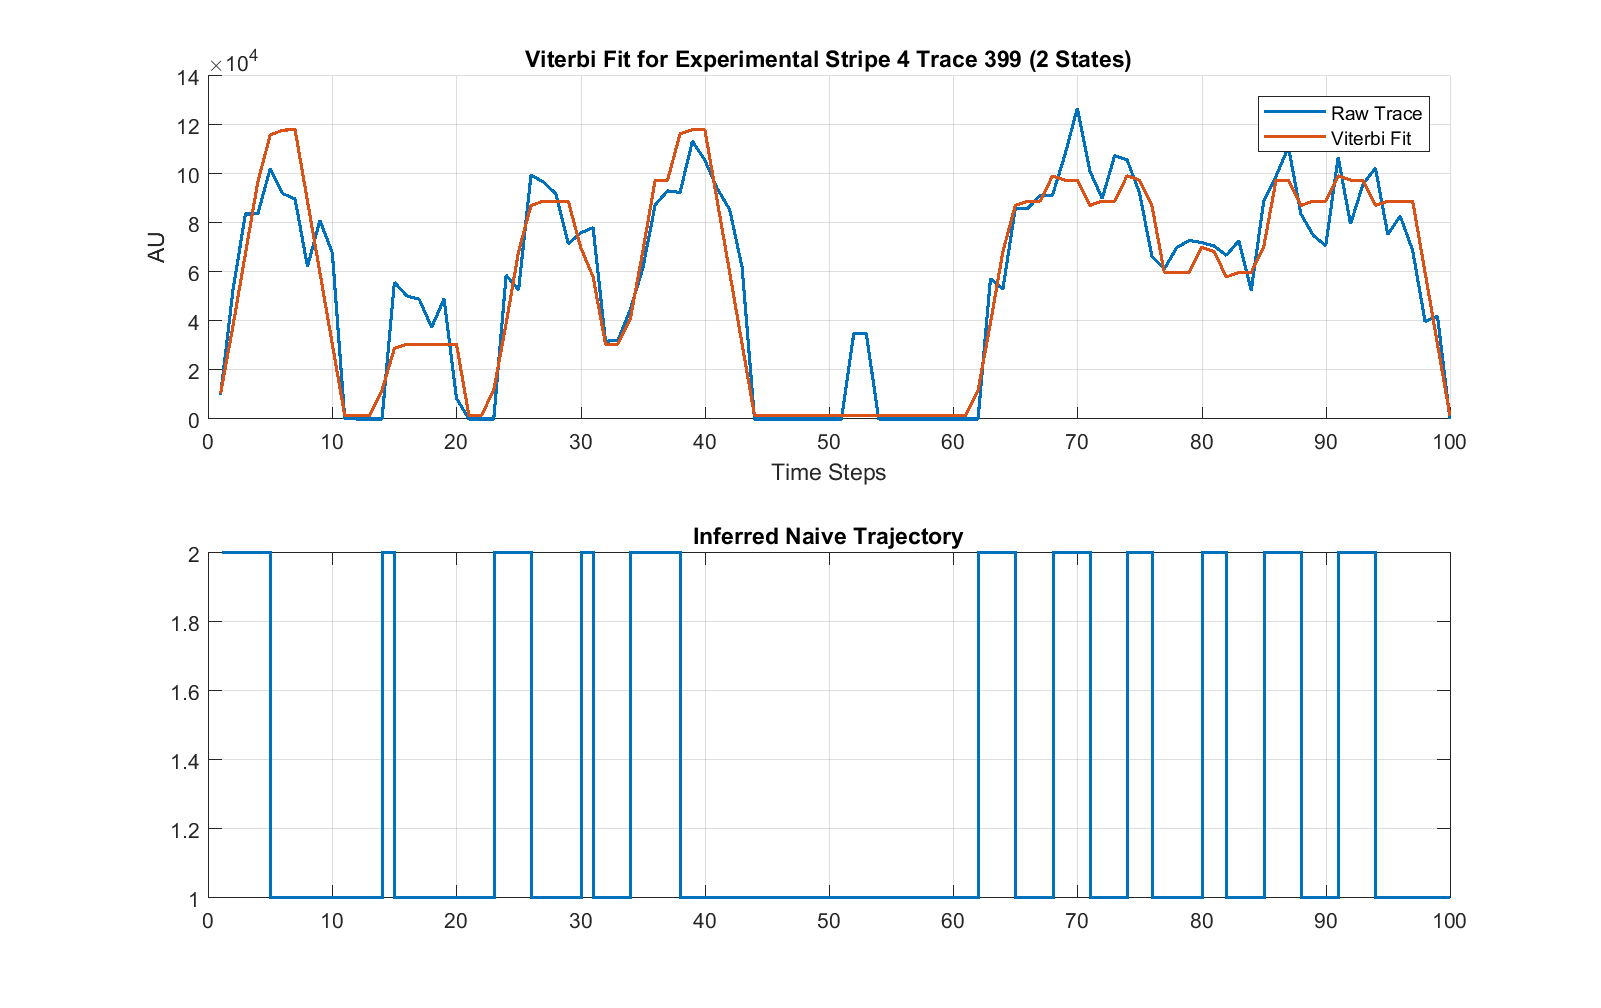 Viterbi Fit for Experimental Stripe 4 Trace 399 (2 States)
×10^4
14
12
10
8
6
4
2
0
AU
Raw Trace
Viterbi Fit
0 10 20 30 40 50 60 70 80 90 100
Time Steps
Inferred Naive Trajectory
2
1.8
1.6
1.4
1.2
1
0 10 20 30 40 50 60 70 80 90 100